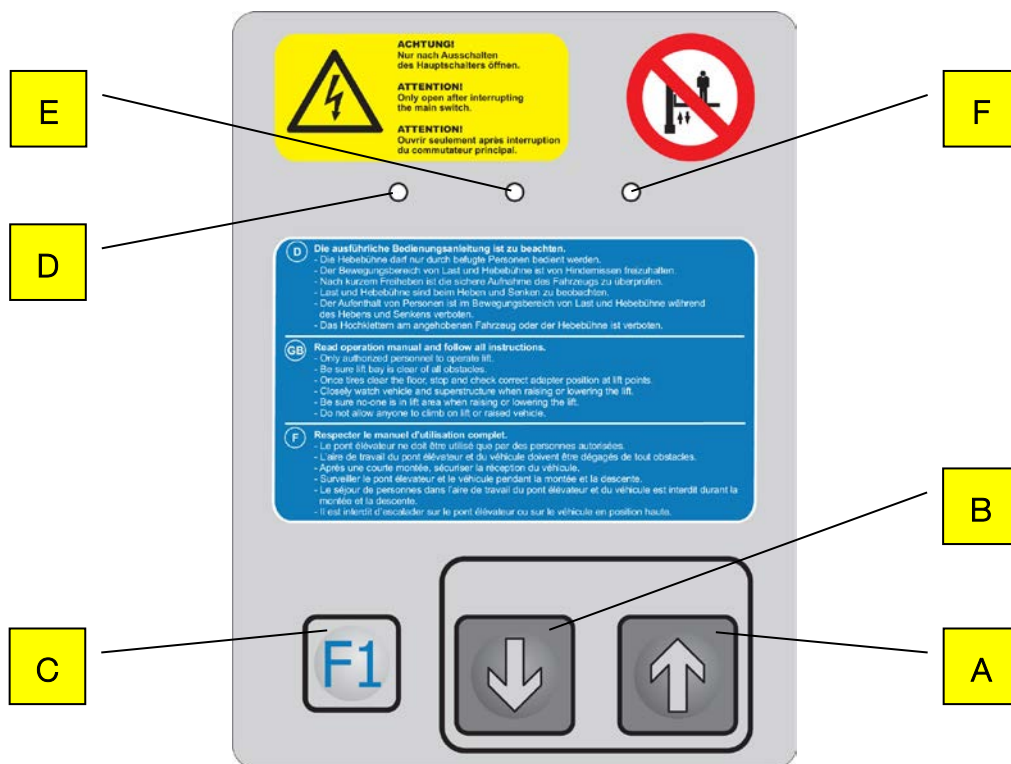 ACHTUNG!
Nur nach Ausschalten
des Hauptschalters öffnen.
ATTENTION!
Only open after interrupting
the main switch.
ATTENTION!
Ouvrir seulement après interruption
du commutateur principal.
E
F
D
D
Die ausführliche Bedienungsanleitung ist zu beachten.
- Die Hebebühne darf nur durch befugte Personen bedient werden.
- Der Bewegungsbereich von Last und Hebebühne ist von Hindernissen freizuhalten.
- Nach kurzem Freiheben ist die sichere Aufnahme des Fahrzeugs zu überprüfen.
- Last und Hebebühne sind beim Heben und Senken zu beobachten.
- Der Aufenthalt von Personen ist im Bewegungsbereich von Last und Hebebühne während
des Hebens und Senkens verboten.
- Das Hochklettern am angehobenen Fahrzeug oder der Hebebühne ist verboten.
GB
Read operation manual and follow all instructions.
- Only authorized personnel to operate lift.
- Be sure lift bay is clear of all obstacles.
- Once tires clear the floor, stop and check correct adapter position at lift points.
- Closely watch vehicle and superstructure when raising or lowering the lift.
- Be sure no-one is in lift area when raising or lowering the lift.
- Do not allow anyone to climb on lift or raised vehicle.
F
Respecter le manuel d'utilisation complet.
- Le pont élévateur ne doit être utilisé que par des personnes autorisées.
- L'aire de travail du pont élévateur et du véhicule doivent être dégagés de tout obstacles.
- Après une courte montée, sécuriser la réception du véhicule.
- Surveiller le pont élevateur et le véhicule pendant la montée et la descente.
- Le séjour de personnes dans l'aire de travail du pont élévateur et du véhicule est interdit durant la
montée et la descente.
- Il est interdit d'escalader sur le pont élévateur ou sur le véhicule en position haute.
B
C
F1
A